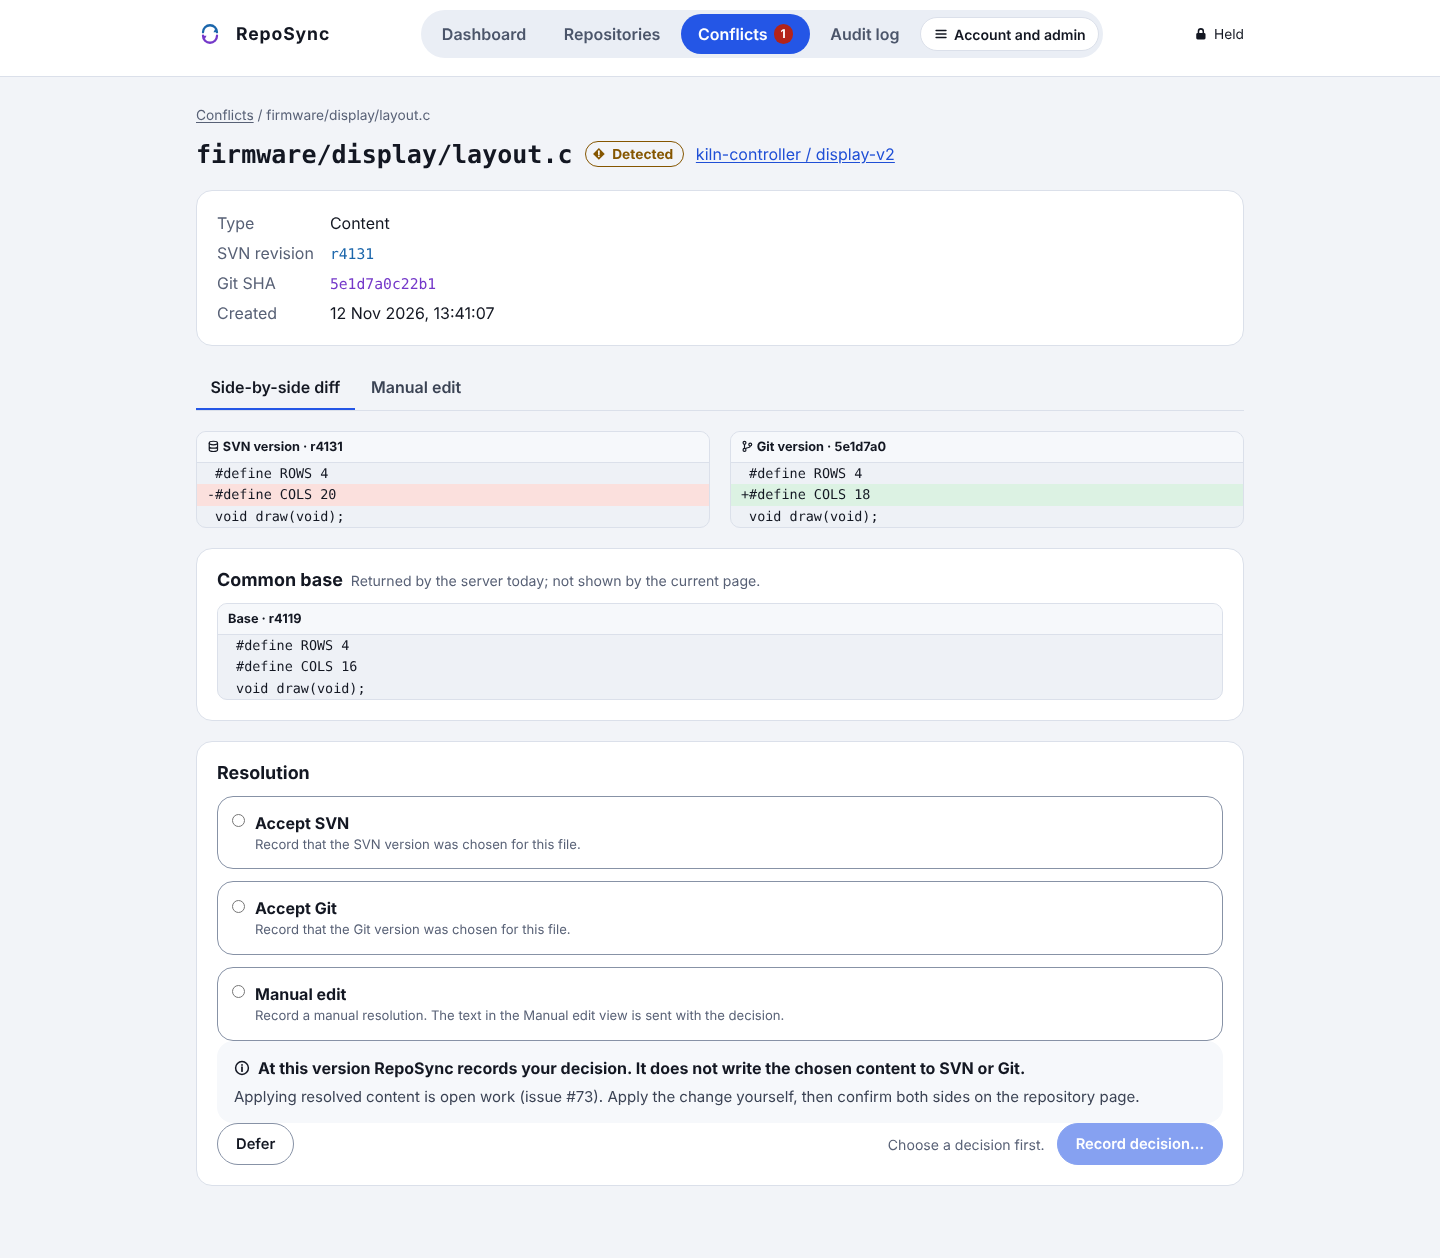 RepoSync
Dashboard
Repositories
Conflicts 1
Audit log
Account and admin
Held
Conflicts / firmware/display/layout.c
firmware/display/layout.c
Detected
kiln-controller / display-v2
Type Content
SVN revision r4131
Git SHA 5e1d7a0c22b1
Created 12 Nov 2026, 13:41:07
Side-by-side diff
Manual edit
SVN version · r4131
#define ROWS 4
-#define COLS 20
void draw(void);
Git version · 5e1d7a0
#define ROWS 4
+#define COLS 18
void draw(void);
Common base Returned by the server today; not shown by the current page.
Base · r4119
#define ROWS 4
#define COLS 16
void draw(void);
Resolution
Accept SVN
Record that the SVN version was chosen for this file.
Accept Git
Record that the Git version was chosen for this file.
Manual edit
Record a manual resolution. The text in the Manual edit view is sent with the decision.
At this version RepoSync records your decision. It does not write the chosen content to SVN or Git.
Applying resolved content is open work (issue #73). Apply the change yourself, then confirm both sides on the repository page.
Defer
Choose a decision first.
Record decision...